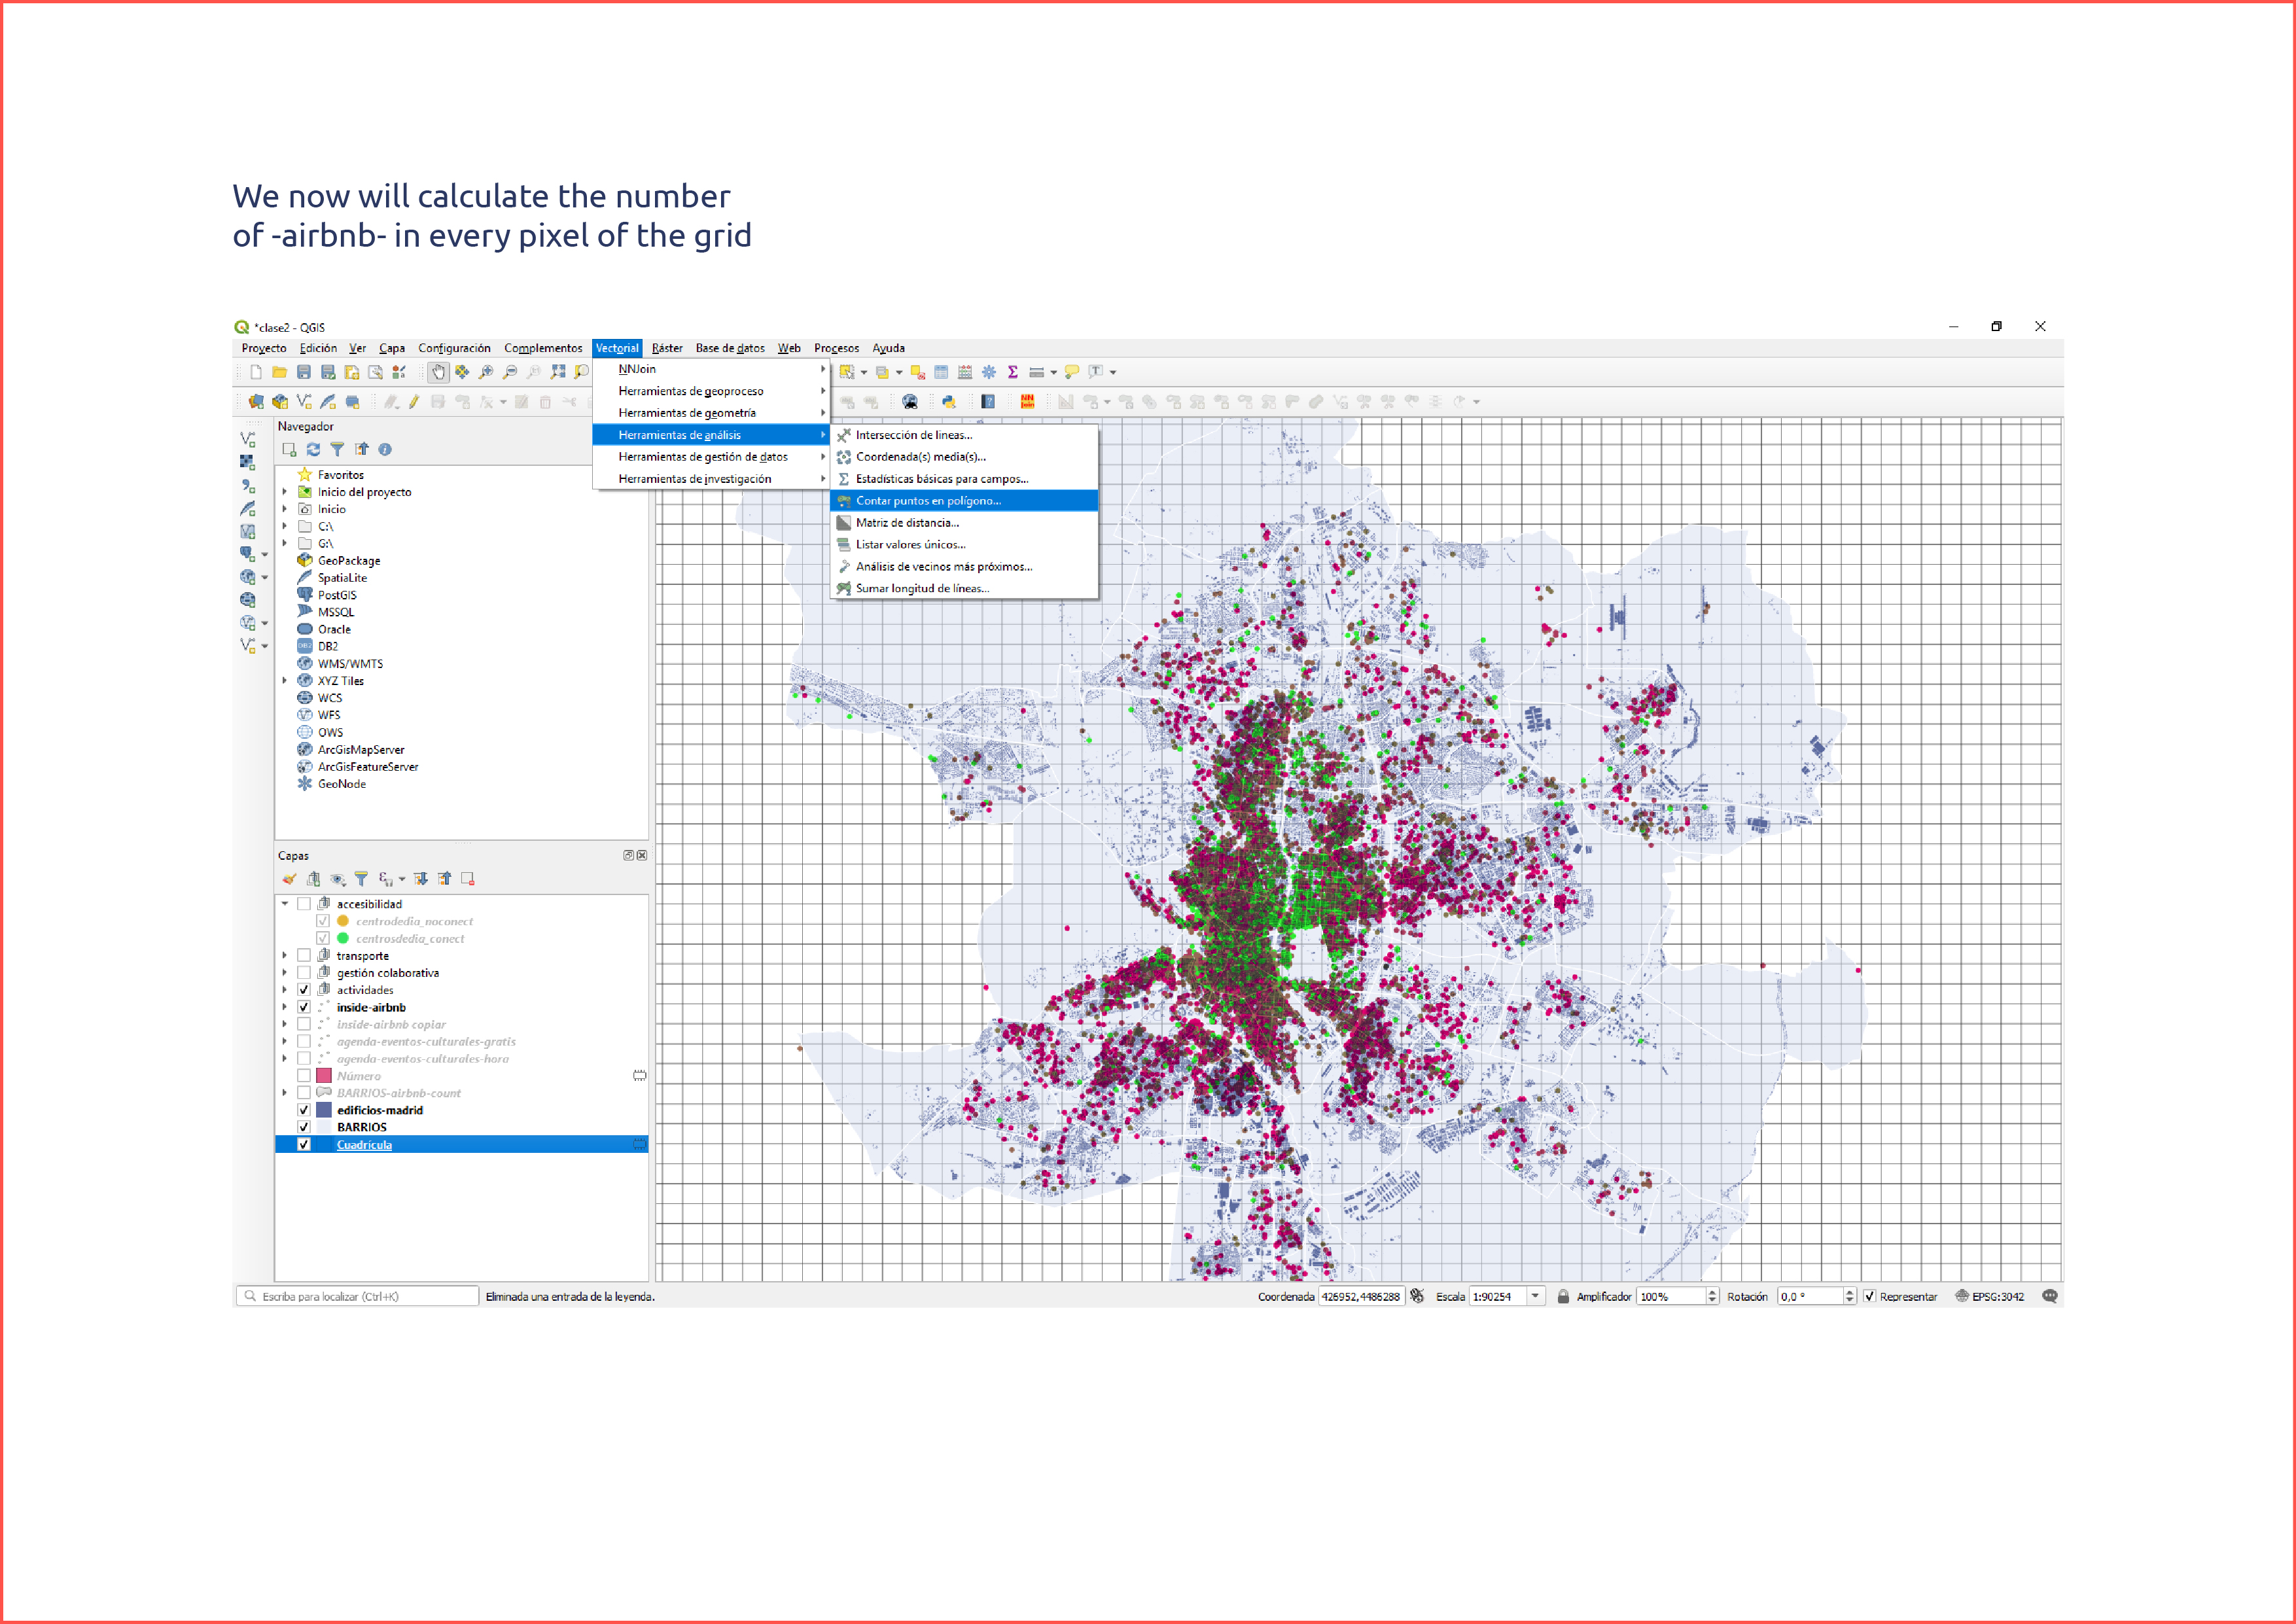 We now will calculate the number
of -airbnb- in every pixel of the grid
*clase2 - QGIS
Proyecto Edición Ver Capa Configuración Complementos Vectorial Ráster Base de datos Web Procesos Ayuda
NNJoin
Herramientas de geoproceso
Herramientas de geometría
Herramientas de análisis
Herramientas de gestión de datos
Herramientas de investigación
Intersección de líneas...
Coordenada(s) media(s)...
Estadísticas básicas para campos...
Contar puntos en polígono...
Matriz de distancia...
Listar valores únicos...
Análisis de vecinos más próximos...
Sumar longitud de líneas...
Navegador
Favoritos
Inicio del proyecto
Inicio
C:\
G:\
GeoPackage
SpatiaLite
PostGIS
MSSQL
Oracle
DB2
WMS/WMTS
XYZ Tiles
WCS
WFS
OWS
ArcGisMapServer
ArcGisFeatureServer
GeoNode
Capas
accesibilidad
centrodedia_noconect
centrosdedia_conect
transporte
gestión colaborativa
actividades
inside-airbnb
inside-airbnb copiar
agenda-eventos-culturales-gratis
agenda-eventos-culturales-hora
Número
BARRIOS-airbnb-count
edificios-madrid
BARRIOS
Cuadrícula
Escriba para localizar (Ctrl+K) Eliminada una entrada de la leyenda. Coordenada 426952,4486288 Escala 1:90254 Amplificador 100% Rotación 0,0 ° Representar EPSG:3042